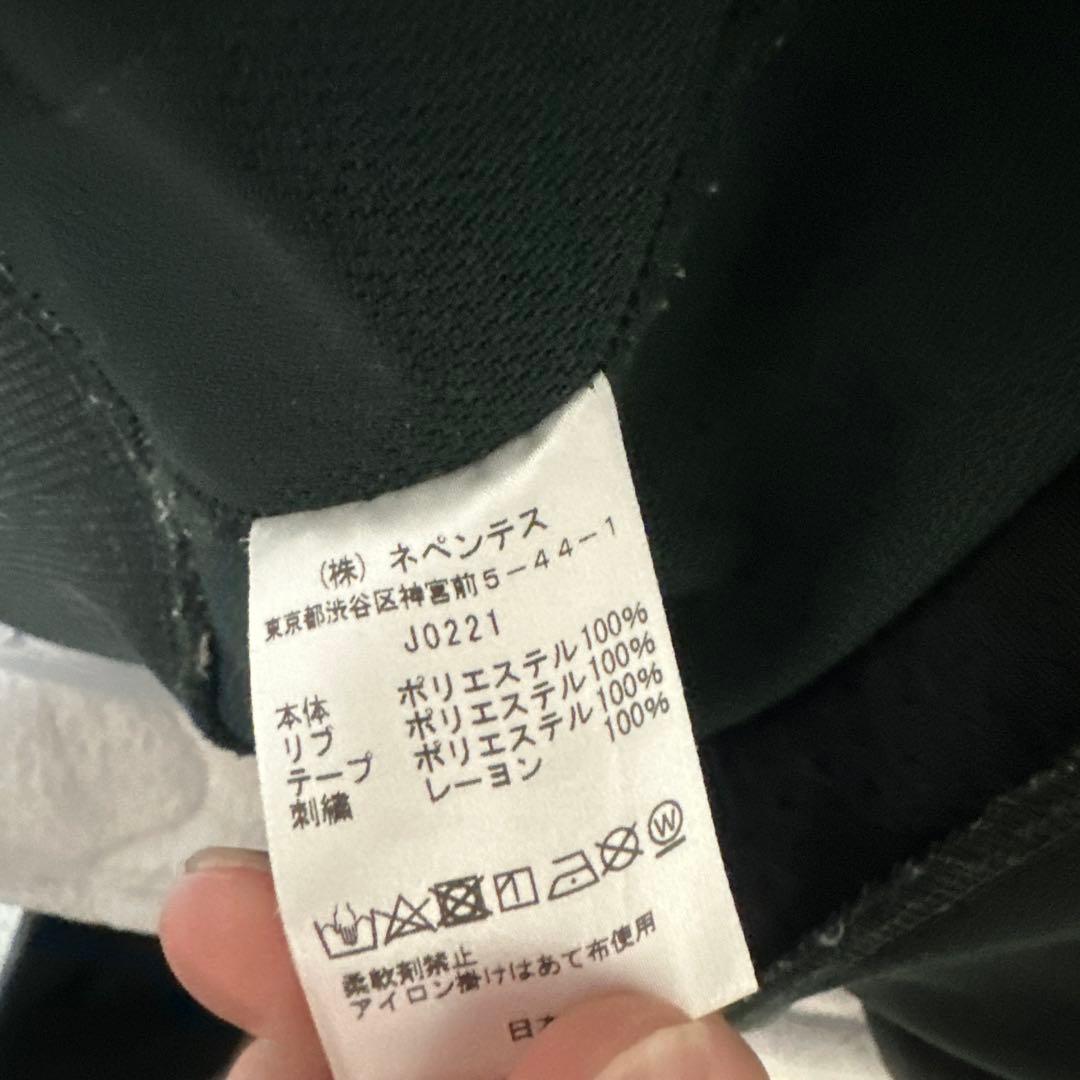 (株) ネペンテス
東京都渋谷区神宮前5-44-1
J0221
本体 ポリエステル100%
リブ ポリエステル100%
テープ ポリエステル100%
刺繍 レーヨン 100%
W
柔軟剤禁止
アイロン掛けはあて布使用
日本